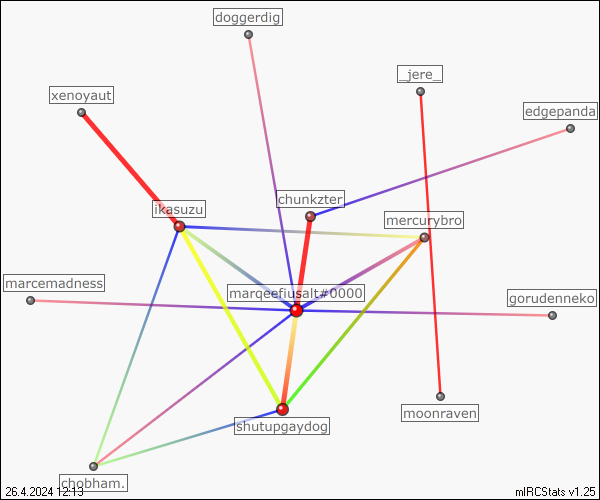 doggerdig
_jere_
xenoyaut
edgepanda
chunkzter
ikasuzu
mercurybro
marcemadness
marqeefiusalt#0000
gorudenneko
moonraven
shutupgaydog
chobham.
26.4.2024 12:13
mIRCStats v1.25